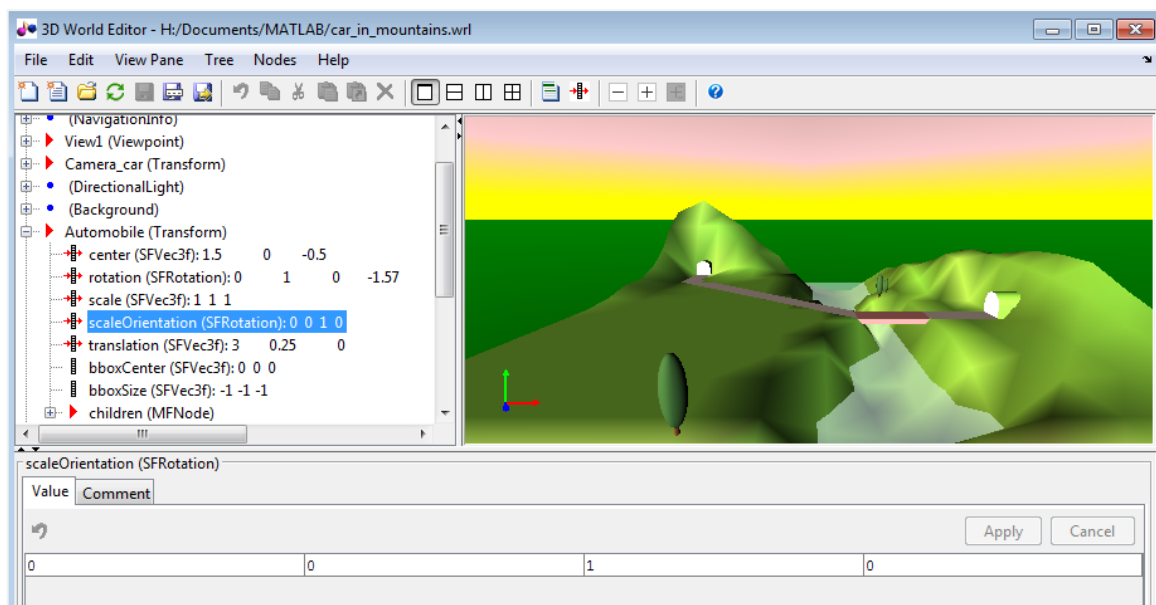 3D World Editor - H:/Documents/MATLAB/car_in_mountains.wrl
File Edit View Pane Tree Nodes Help
(NavigationInfo)
View1 (Viewpoint)
Camera_car (Transform)
(DirectionalLight)
(Background)
Automobile (Transform)
center (SFVec3f): 1.5 0 -0.5
rotation (SFRotation): 0 1 0 -1.57
scale (SFVec3f): 1 1 1
scaleOrientation (SFRotation): 0 0 1 0
translation (SFVec3f): 3 0.25 0
bboxCenter (SFVec3f): 0 0 0
bboxSize (SFVec3f): -1 -1 -1
children (MFNode)
scaleOrientation (SFRotation)
Value Comment
Apply Cancel
0 0 1 0